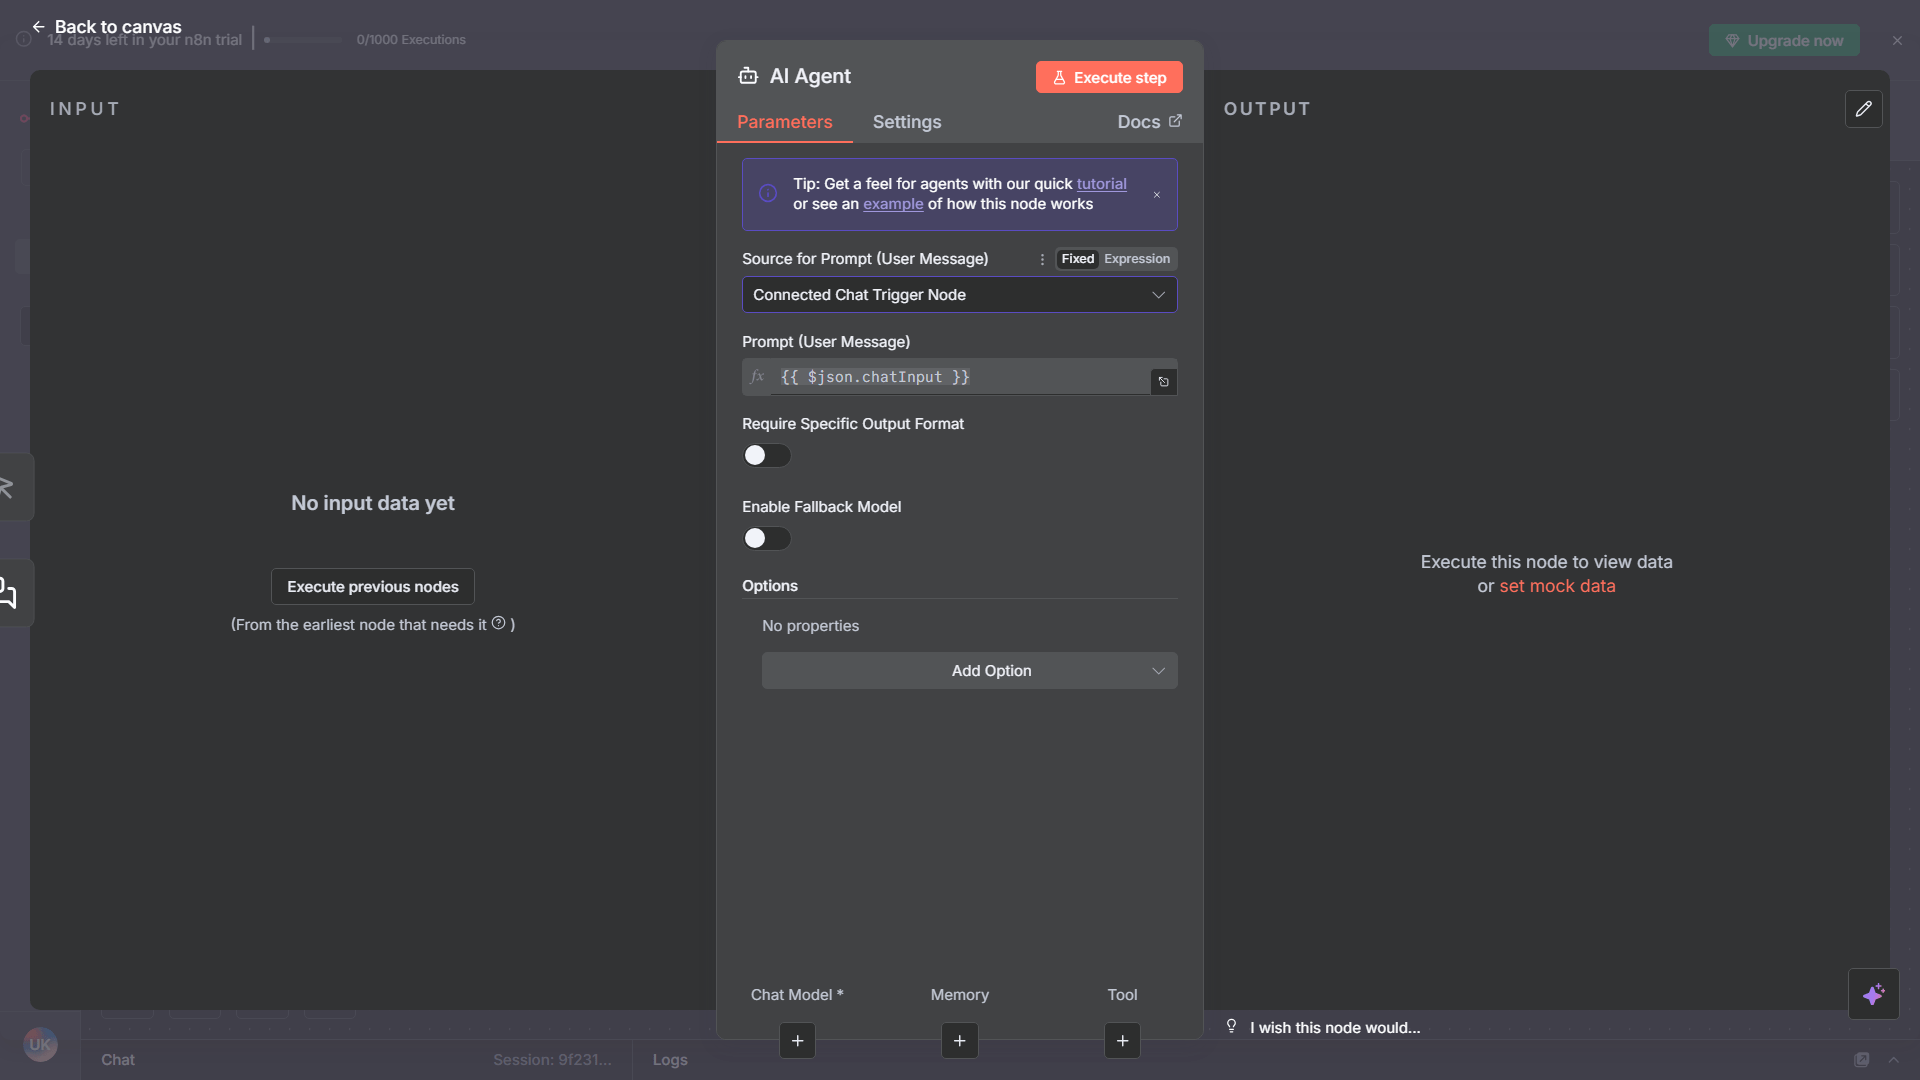 Back to canvas
14 days left in your n8n trial
0/1000 Executions
Upgrade now
INPUT
No input data yet
Execute previous nodes
(From the earliest node that needs it )
AI Agent
Execute step
Parameters
Settings
Docs
Tip: Get a feel for agents with our quick tutorial
or see an example of how this node works
Source for Prompt (User Message)
Fixed
Expression
Connected Chat Trigger Node
Prompt (User Message)
fx
{{ $json.chatInput }}
Require Specific Output Format
Enable Fallback Model
Options
No properties
Add Option
Chat Model *
Memory
Tool
OUTPUT
Execute this node to view data
or set mock data
I wish this node would...
UK
Chat
Session: 9f231...
Logs